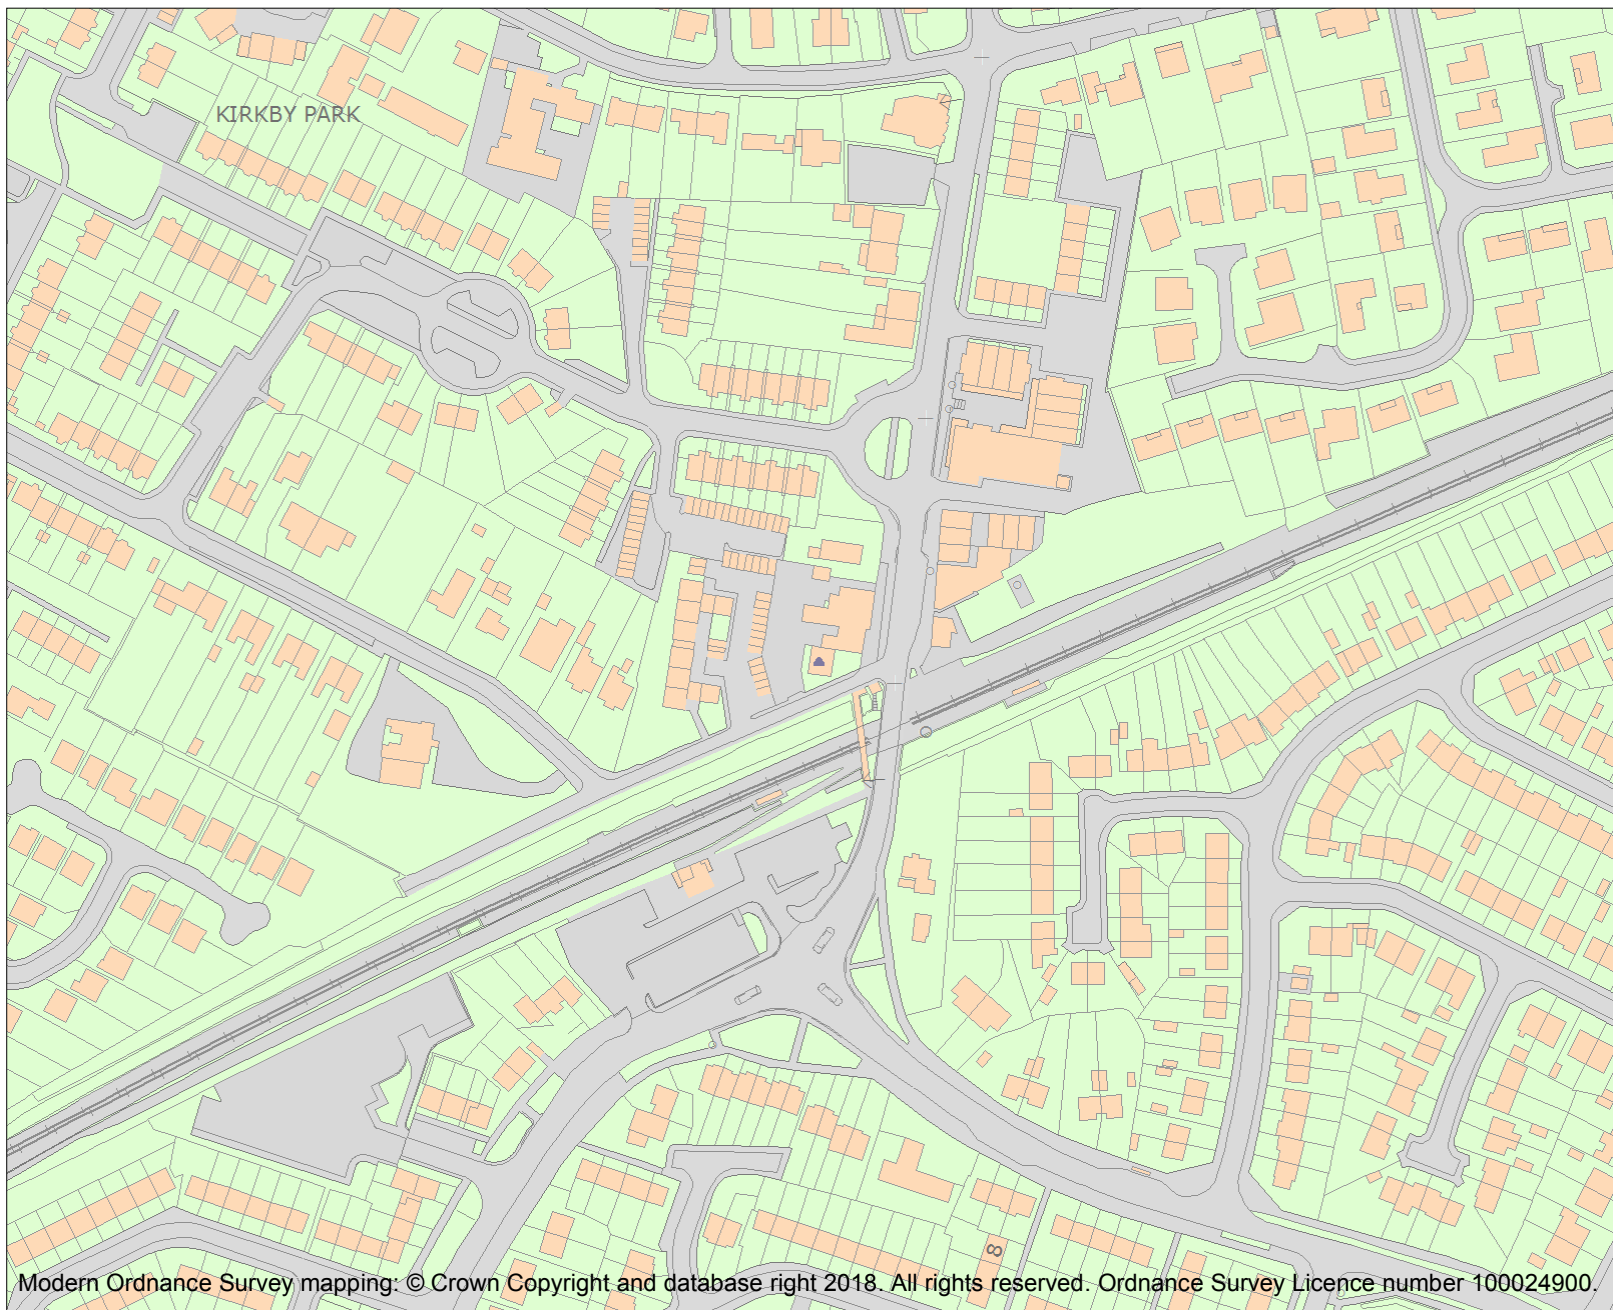 KIRKBY PARK
8
Modern Ordnance Survey mapping: © Crown Copyright and database right 2018. All rights reserved. Ordnance Survey Licence number 100024900.